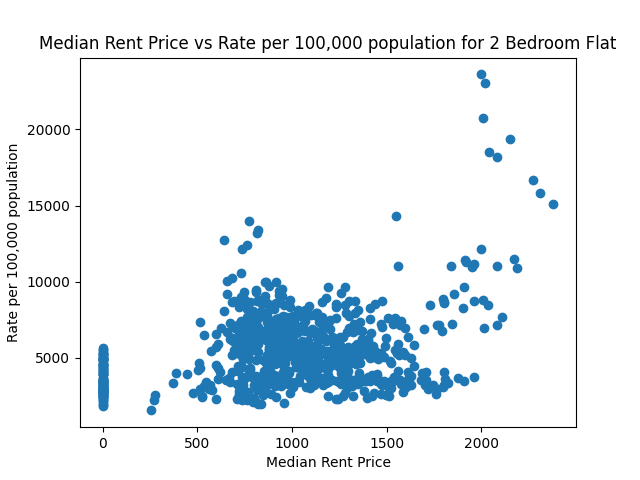 Median Rent Price vs Rate per 100,000 population for 2 Bedroom Flat
Rate per 100,000 population
20000
15000
10000
5000
0 500 1000 1500 2000
Median Rent Price